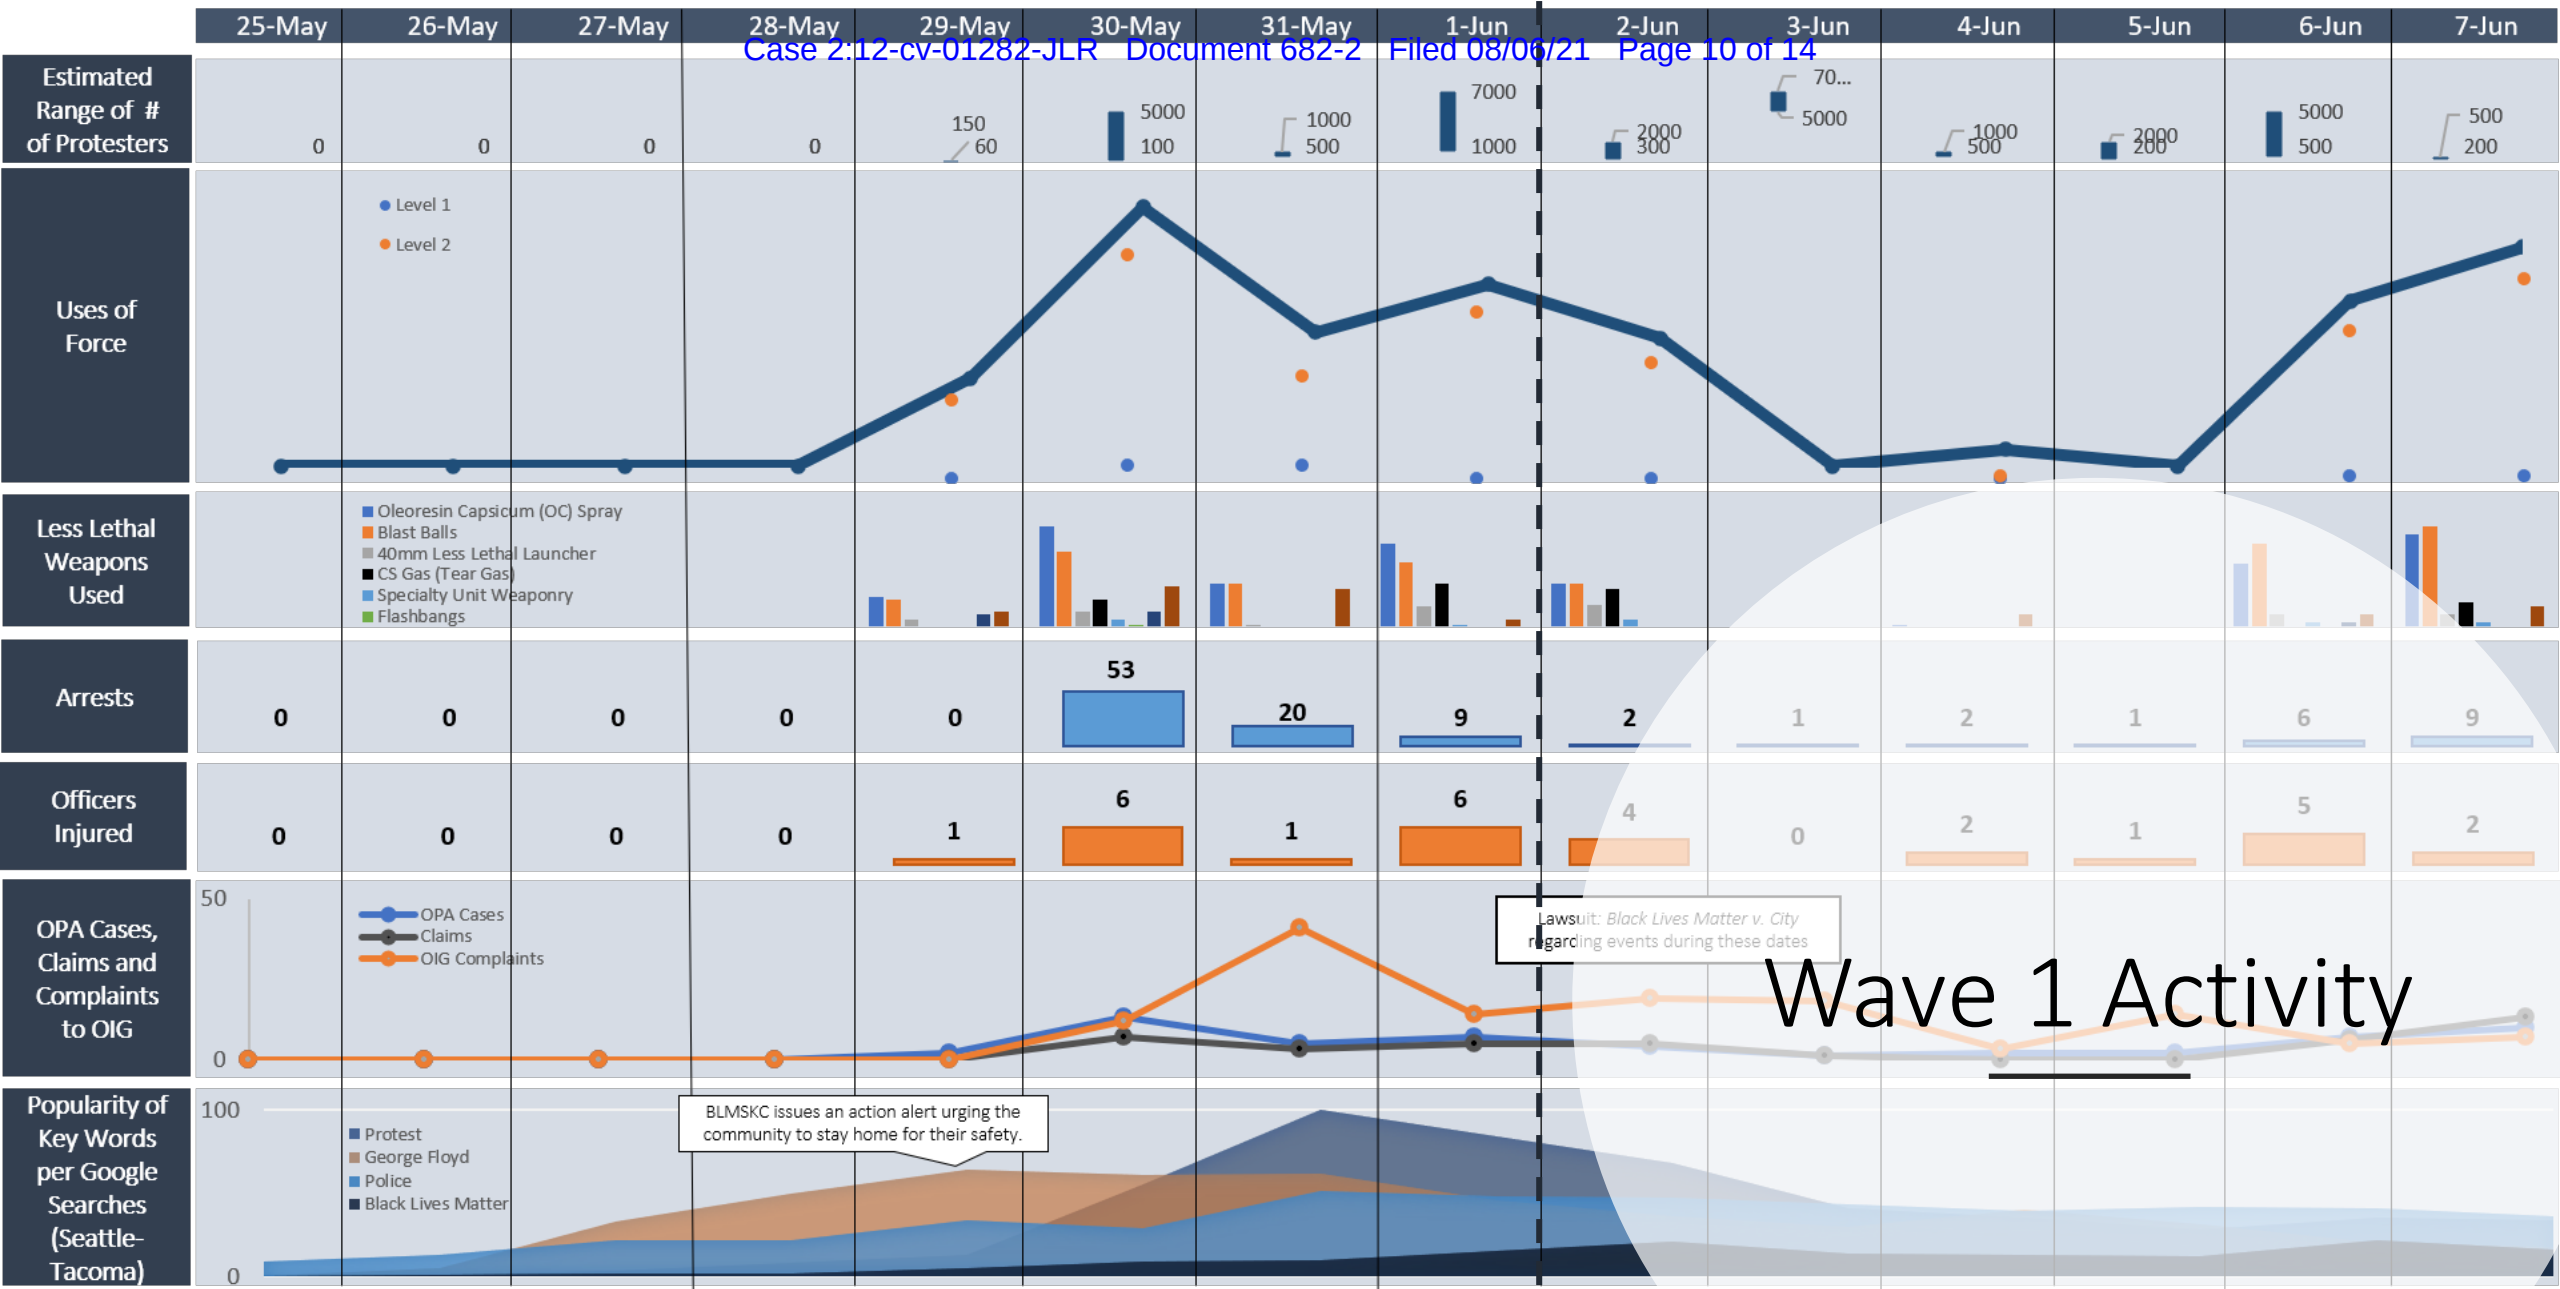 25-May 26-May 27-May 28-May 29-May 30-May 31-May 1-Jun 2-Jun 3-Jun 4-Jun 5-Jun 6-Jun 7-Jun
Case 2:12-cv-01282-JLR Document 682-2 Filed 08/06/21 Page 10 of 14
Estimated
Range of #
of Protesters
0 0 0 0
150
60
5000
100
1000
500
7000
1000
2000
300
70...
5000
1000
500
2000
200
5000
500
500
200
Uses of
Force
Level 1
Level 2
Less Lethal
Weapons
Used
Oleoresin Capsicum (OC) Spray
Blast Balls
40mm Less Lethal Launcher
CS Gas (Tear Gas)
Specialty Unit Weaponry
Flashbangs
Arrests
0 0 0 0 0 53 20 9 2 1 2 1 6 9
Officers
Injured
0 0 0 0 1 6 1 6 4 0 2 1 5 2
OPA Cases,
Claims and
Complaints
to OIG
50
0
OPA Cases
Claims
OIG Complaints
Lawsuit: Black Lives Matter v. City
regarding events during these dates
Wave 1 Activity
Popularity of
Key Words
per Google
Searches
(Seattle-
Tacoma)
100
0
Protest
George Floyd
Police
Black Lives Matter
BLMSKC issues an action alert urging the
community to stay home for their safety.